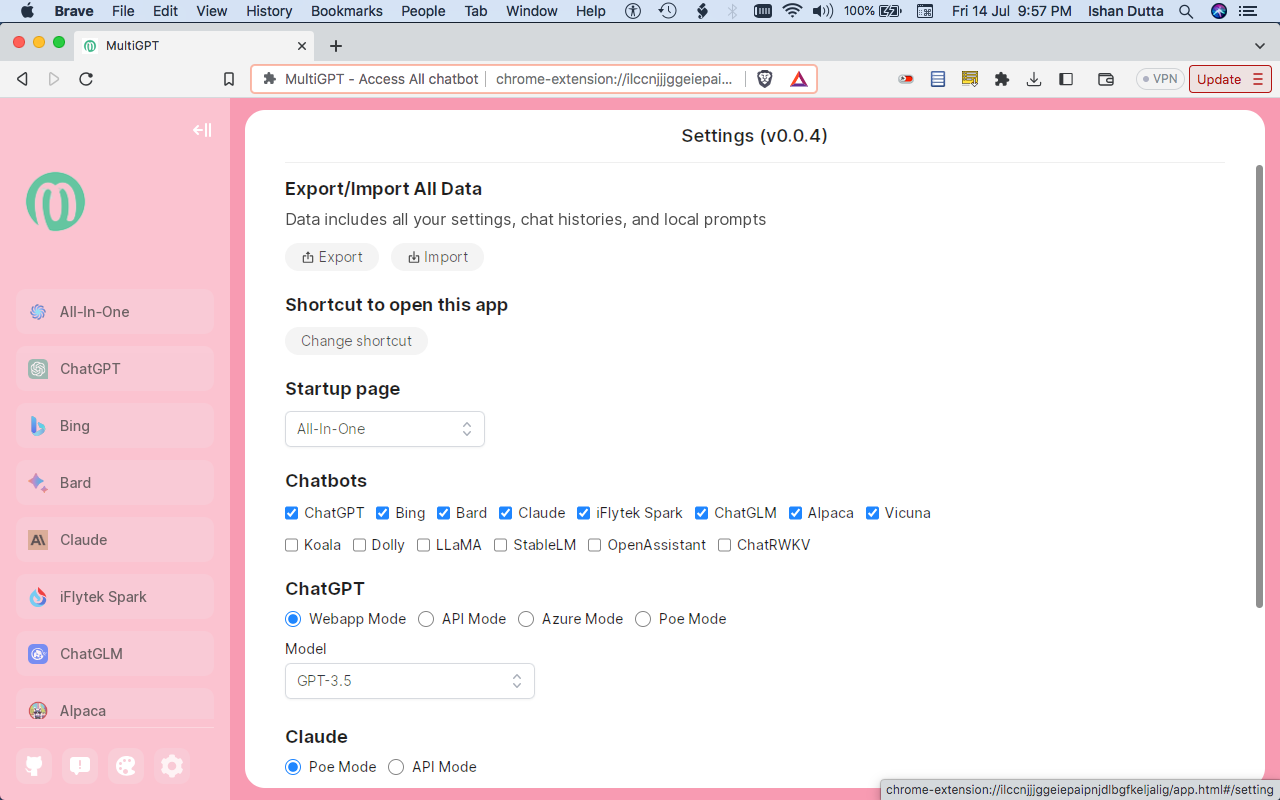 Brave File Edit View History Bookmarks People Tab Window Help 100% Fri 14 Jul 9:57 PM Ishan Dutta
MultiGPT
MultiGPT - Access All chatbot chrome-extension://ilccnjjjggeiepai... VPN Update
Settings (v0.0.4)
All-In-One
ChatGPT
Bing
Bard
Claude
iFlytek Spark
ChatGLM
Alpaca
Export/Import All Data
Data includes all your settings, chat histories, and local prompts
Export Import
Shortcut to open this app
Change shortcut
Startup page
All-In-One
Chatbots
ChatGPT Bing Bard Claude iFlytek Spark ChatGLM Alpaca Vicuna
Koala Dolly LLaMA StableLM OpenAssistant ChatRWKV
ChatGPT
Webapp Mode API Mode Azure Mode Poe Mode
Model
GPT-3.5
Claude
Poe Mode API Mode
chrome-extension://ilccnjjjggeiepaipnjdlbgfkeljalig/app.html#/setting